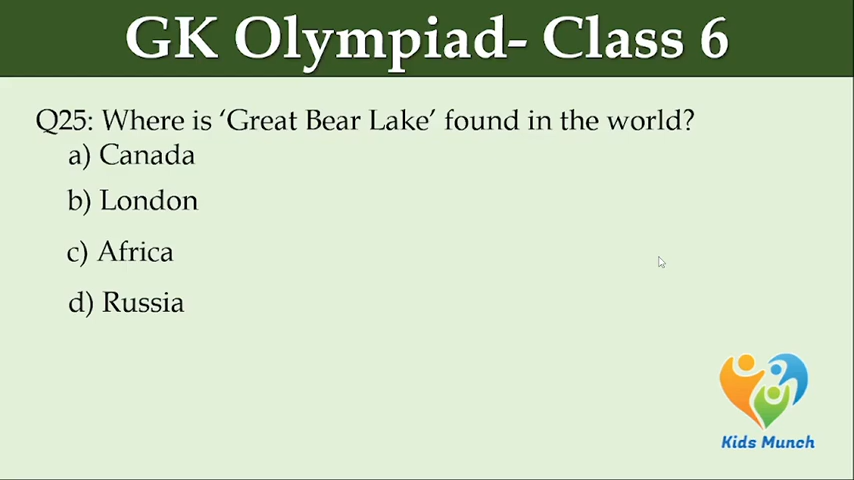 GK Olympiad- Class 6
Q25: Where is ‘Great Bear Lake’ found in the world?
a) Canada
b) London
c) Africa
d) Russia
Kids Munch